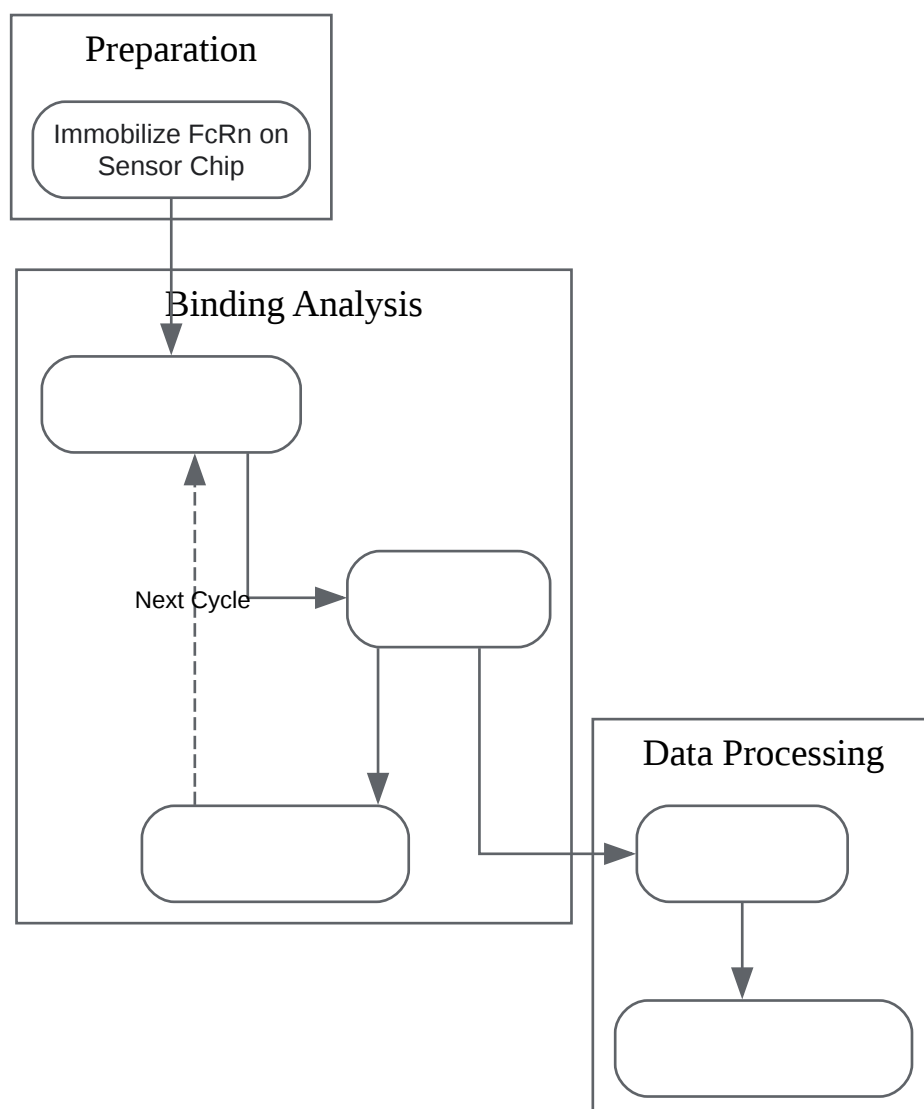 Preparation
Immobilize FcRn on
Sensor Chip
Binding Analysis
Next Cycle
Data Processing